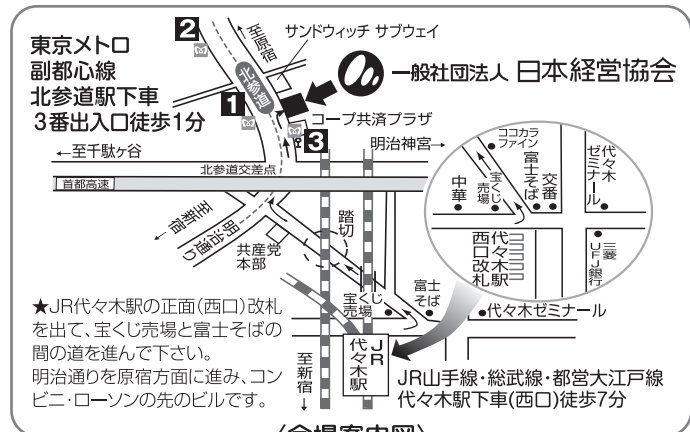 東京メトロ
副都心線
北参道駅下車
3番出入口徒歩1分
2
至原宿
サンドウィッチ サブウェイ
一般社団法人 日本経営協会
北参道
1
コープ共済プラザ
3
明治神宮→
←至千駄ヶ谷
北参道交差点
首都高速
至新宿
明治通り
共産党
本部
踏切
宝くじ
売場
富士
そば
代々木ゼミナール
JR
代々木駅
至新宿
ココカラ
ファイン
中華
宝くじ
売場
富士そば
交番
代々木
ゼミナール
代々木駅
西口改札
三菱
UFJ銀行
★JR代々木駅の正面(西口)改札
を出て、宝くじ売場と富士そばの
間の道を進んで下さい。
明治通りを原宿方面に進み、コン
ビニ・ローソンの先のビルです。
JR山手線・総武線・都営大江戸線
代々木駅下車(西口)徒歩7分
〈会場案内図〉